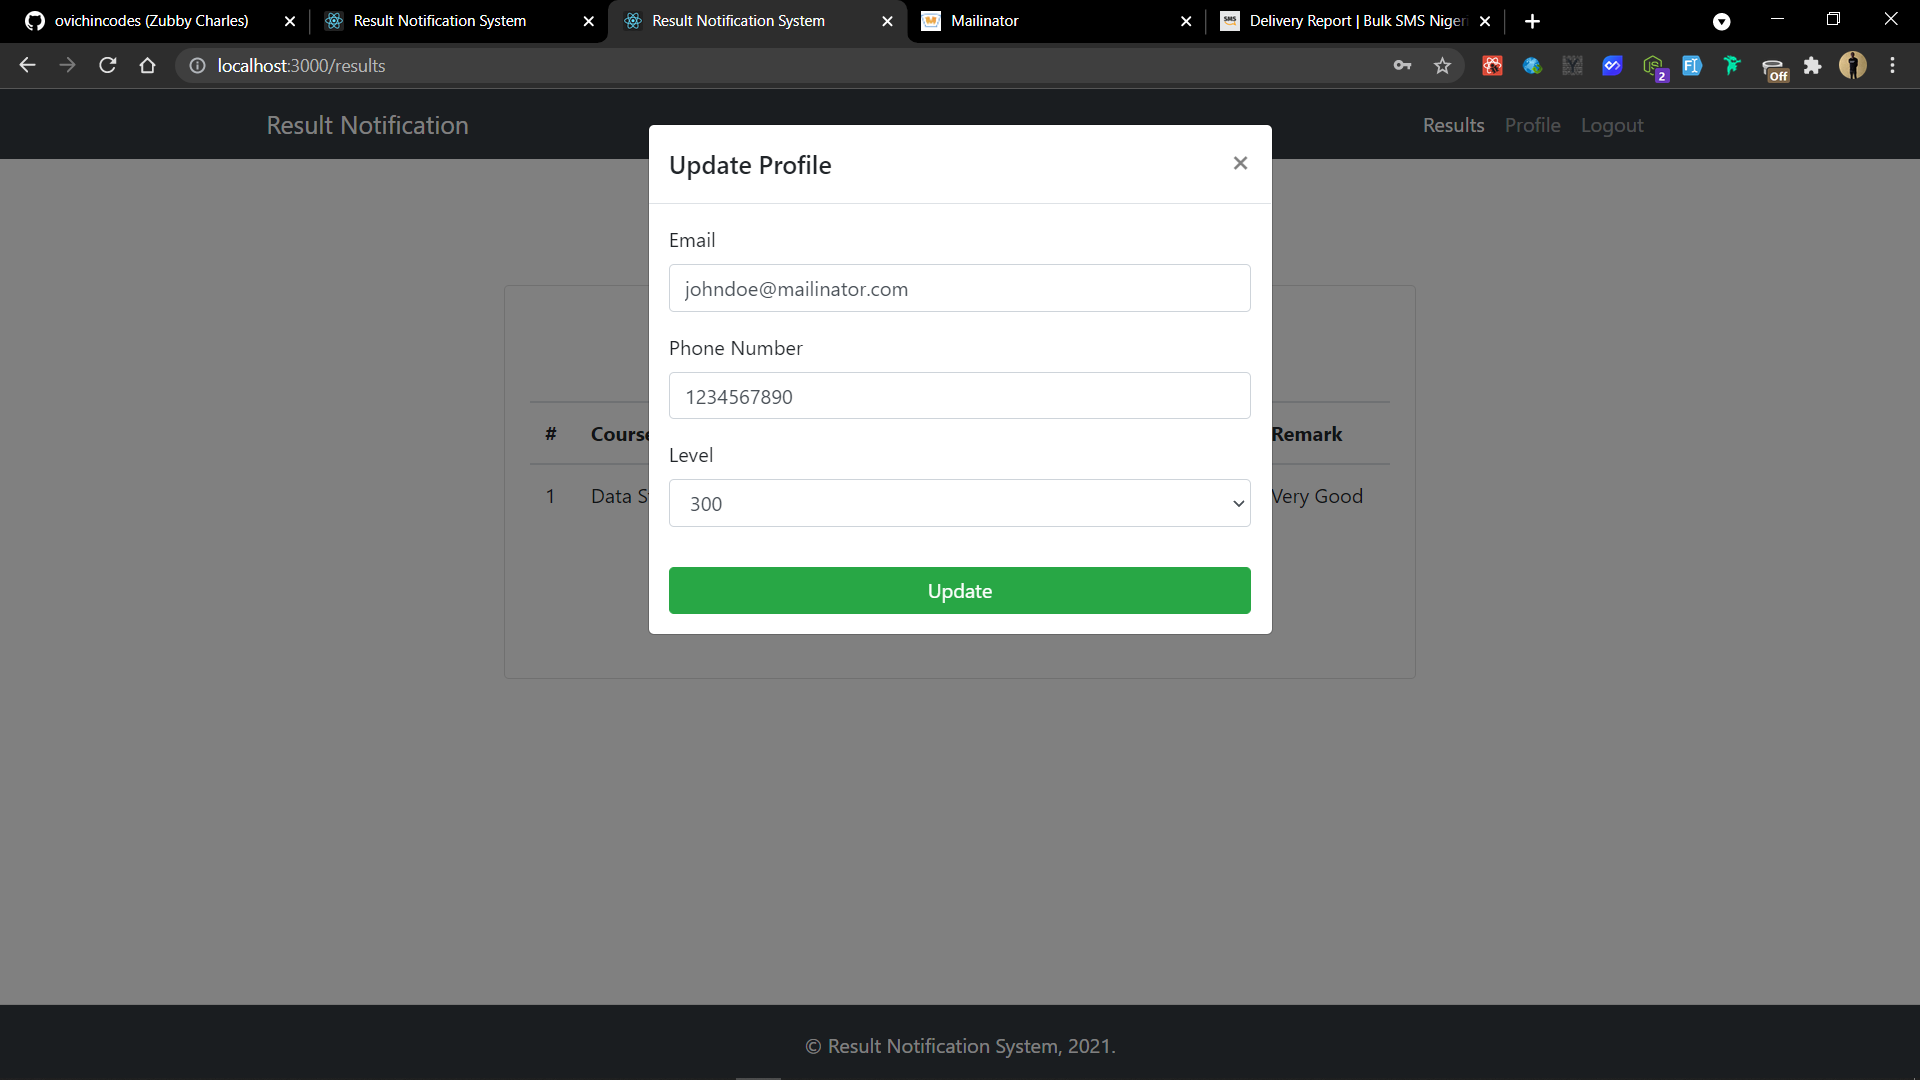 ovichincodes (Zubby Charles)
Result Notification System
Result Notification System
Mailinator
Delivery Report | Bulk SMS Nigeri
localhost:3000/results
2
Off
Result Notification
Results Profile Logout
Update Profile
×
Email
johndoe@mailinator.com
Phone Number
1234567890
# Course Remark
Level
1 Data S Very Good
300
Update
© Result Notification System, 2021.